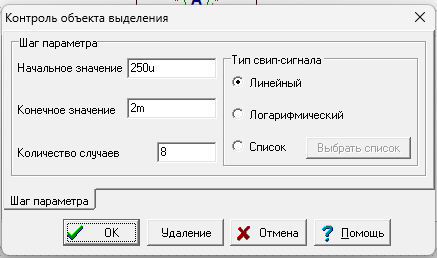 Контроль объекта выделения
Шаг параметра
Начальное значение 250u
Конечное значение 2m
Количество случаев 8
Тип свип-сигнала
Линейный
Логарифмический
Список Выбрать список
Шаг параметра
OK Удаление Отмена Помощь